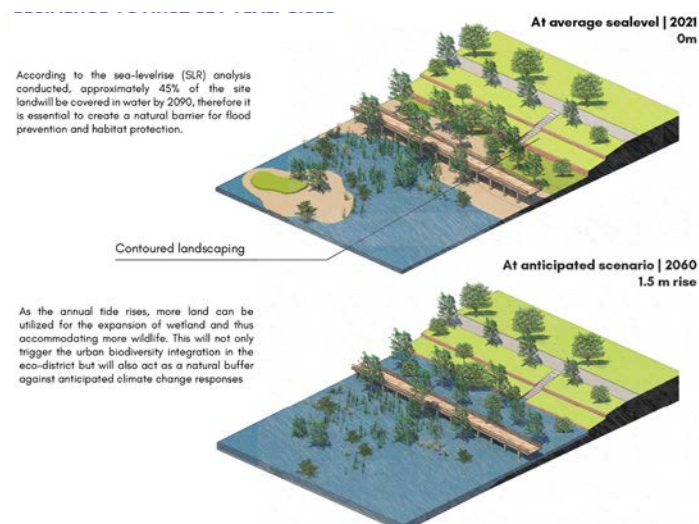 At average sealevel | 2021
0m
According to the sea-levelrise (SLR) analysis
conducted, approximately 45% of the site
landwill be covered in water by 2090, therefore it
is essential to create a natural barrier for flood
prevention and habitat protection.
Contoured landscaping
At anticipated scenario | 2060
1.5 m rise
As the annual tide rises, more land can be
utilized for the expansion of wetland and thus
accommodating more wildlife. This will not only
trigger the urban biodiversity integration in the
eco-district but will also act as a natural buffer
against anticipated climate change responses